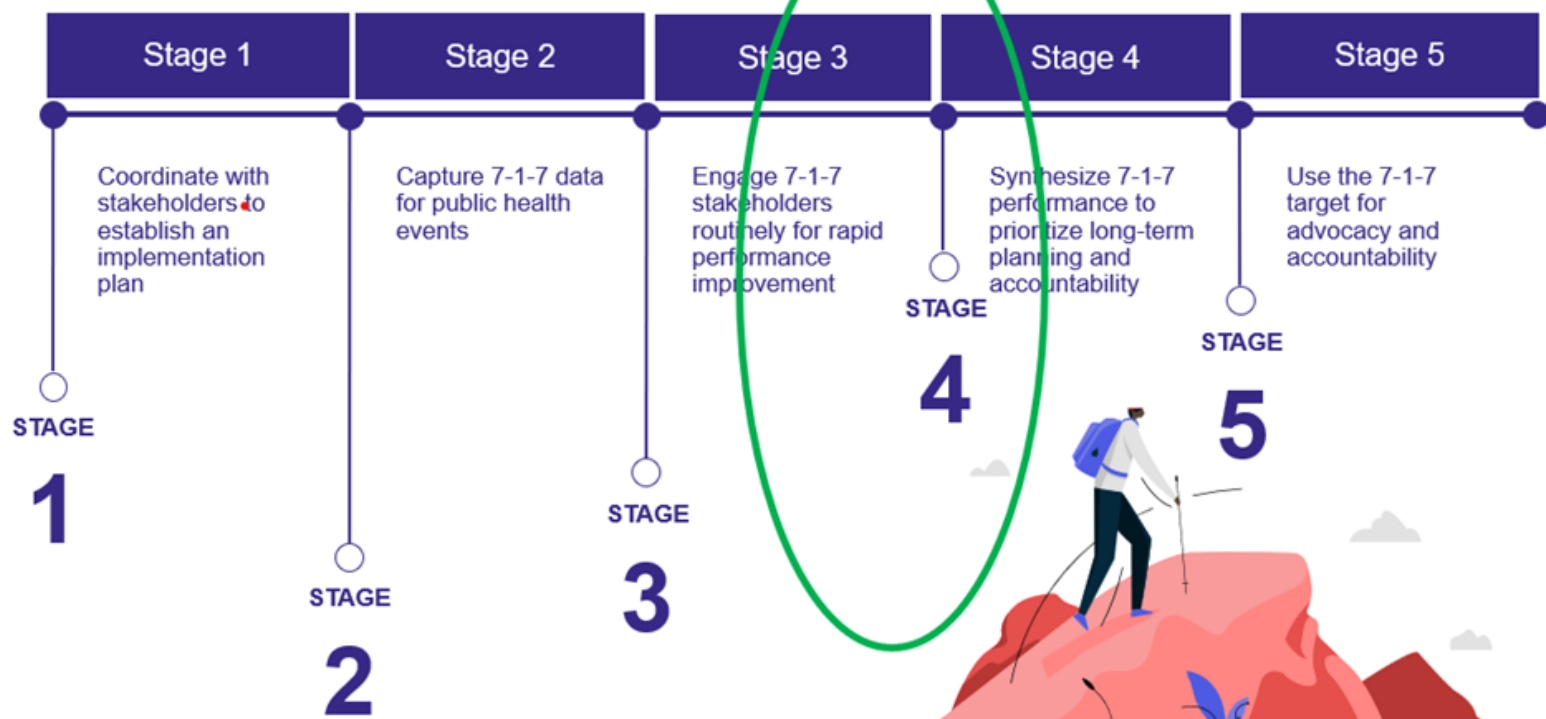 Stage 1
Stage 2
Stage 3
Stage 4
Stage 5
Coordinate with
stakeholders to
establish an
implementation
plan
Capture 7-1-7 data
for public health
events
Engage 7-1-7
stakeholders
routinely for rapid
performance
improvement
Synthesize 7-1-7
performance to
prioritize long-term
planning and
accountability
Use the 7-1-7
target for
advocacy and
accountability
STAGE
1
STAGE
2
STAGE
3
STAGE
4
STAGE
5